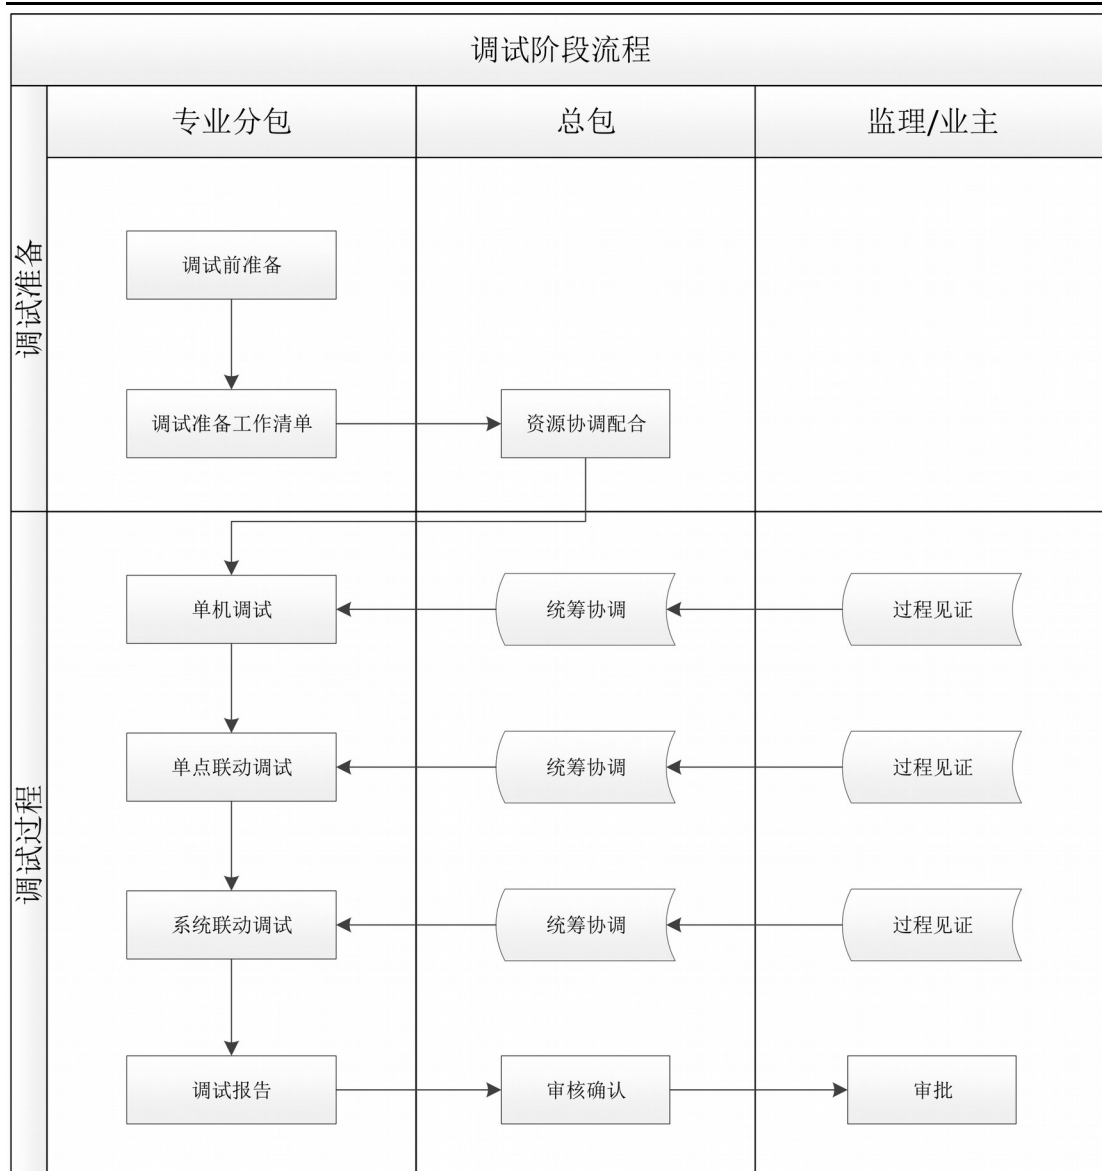 调试阶段流程
专业分包
总包
监理/业主
调试准备
调试前准备
调试准备工作清单
资源协调配合
调试过程
单机调试
统筹协调
过程见证
单点联动调试
统筹协调
过程见证
系统联动调试
统筹协调
过程见证
调试报告
审核确认
审批